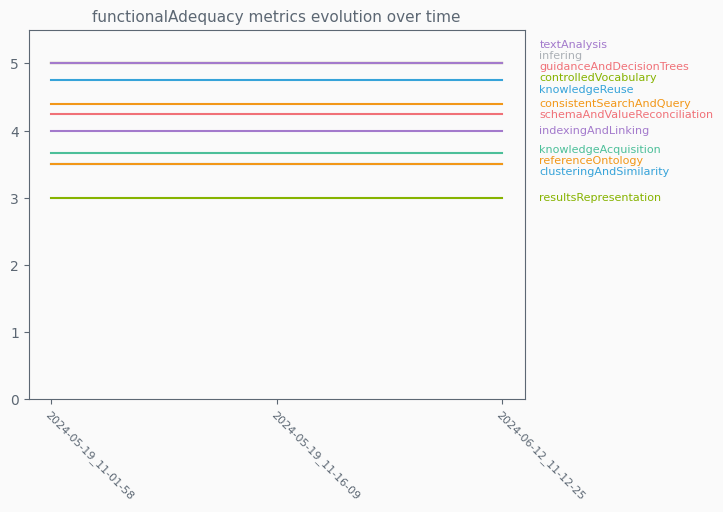 functionalAdequacy metrics evolution over time
textAnalysis
infering
guidanceAndDecisionTrees
controlledVocabulary
knowledgeReuse
consistentSearchAndQuery
schemaAndValueReconciliation
indexingAndLinking
knowledgeAcquisition
referenceOntology
clusteringAndSimilarity
resultsRepresentation
5
4
3
2
1
0
2024-05-19_11-01-58
2024-05-19_11-16-09
2024-06-12_11-12-25